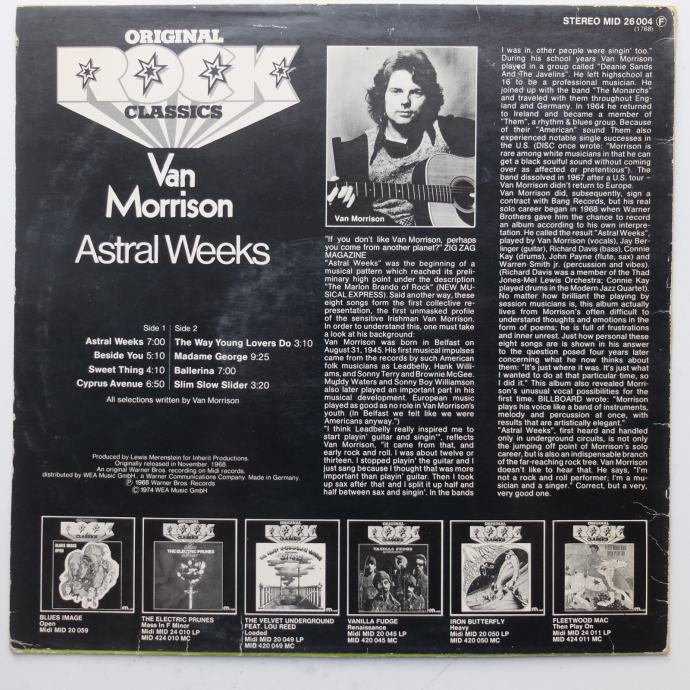 ORIGINAL
ROCK
CLASSICS
Van
Morrison
Astral Weeks
Side 1
Astral Weeks 7:00
Beside You 5:10
Sweet Thing 4:10
Cyprus Avenue 6:50
Side 2
The Way Young Lovers Do 3:10
Madame George 9:25
Ballerina 7:00
Slim Slow Slider 3:20
All selections written by Van Morrison
Produced by Lewis Merenstein for Inherit Productions.
Originally released in November, 1968.
An original Warner Bros. recording on Midi records.
distributed by WEA Music GmbH, a Warner Communications Company. Made in Germany.
Ⓟ 1968 Warner Bros. Records
© 1974 WEA Music GmbH
Van Morrison
"If you don't like Van Morrison, perhaps
you come from another planet?" ZIG ZAG
MAGAZINE
"Astral Weeks" was the beginning of a
musical pattern which reached its preli-
minary high point under the description
"The Marlon Brando of Rock" (NEW MU-
SICAL EXPRESS). Said another way, these
eight songs form the first collective re-
presentation, the first unmasked profile
of the sensitive Irishman Van Morrison.
In order to understand this, one must take
a look at his background:
Van Morrison was born in Belfast on
August 31, 1945. His first musical impulses
came from the records by such American
folk musicians as Leadbelly, Hank Willi-
ams, and Sonny Terry and Brownie McGee.
Muddy Waters and Sonny Boy Williamson
also later played an important part in his
musical development. European music
played as good as no role in Van Morrison's
youth (In Belfast we felt like we were
Americans anyway.")
"I think Leadbelly really inspired me to
start playin' guitar and singin'", reflects
Van Morrison, "it came from that, and
early rock and roll. I was about twelve or
thirteen. I stopped playin' the guitar and I
just sang because I thought that was more
important than playin' guitar. Then I took
up sax after that and I split it up half and
half between sax and singin'. In the bands
STEREO MID 26 004 Ⓕ
(1768)
I was in, other people were singin' too."
During his school years Van Morrison
played in a group called "Deanie Sands
And The Javelins". He left highschool at
16 to be a professional musician. He
joined up with the band "The Monarchs"
and traveled with them throughout Eng-
land and Germany. In 1964 he returned
to Ireland and became a member of
"Them", a rhythm & blues group. Because
of their "American" sound Them also
experienced notable single successes in
the U.S. (DISC once wrote: "Morrison is
rare among white musicians in that he can
get a black soulful sound without coming
over as affected or pretentious"). The
band dissolved in 1967 after a U.S. tour –
Van Morrison didn't return to Europe.
Van Morrison did, subsequently, sign a
contract with Bang Records, but his real
solo career began in 1968 when Warner
Brothers gave him the chance to record
an album according to his own interpre-
tation. He called the result "Astral Weeks",
played by Van Morrison (vocals), Jay Ber-
linger (guitar), Richard Davis (bass), Connie
Kay (drums), John Payne (flute, sax) and
Warren Smith jr. (percussion and vibes).
(Richard Davis was a member of the Thad
Jones-Mel Lewis Orchestra; Connie Kay
played drums in the Modern Jazz Quartet).
No matter how brilliant the playing by
session musicians is, this album actually
lives from Morrison's often difficult to
understand thoughts and emotions in the
form of poems; he is full of frustrations
and inner unrest. Just how personal these
eight songs are is shown in his answer
to the question posed four years later
concerning what he now thinks about
them: "It's just where it was. It's just what
I wanted to do at that particular time, so
I did it." This album also revealed Morri-
son's unusual vocal possibilities for the
first time. BILLBOARD wrote: "Morrison
plays his voice like a band of instruments,
melody and percussion at once, with
results that are artistically elegant."
"Astral Weeks", first heard and handled
only in underground circuits, is not only
the jumping off point of Morrison's solo
career, but is also an indispensable branch
of the far-reaching rock tree. Van Morrison
doesn't like to hear that. He says, "I'm
not a rock and roll performer; I'm a mu-
sician and a singer." Correct, but a very,
very good one.
BLUES IMAGE
Open
Midi MID 20 059
THE ELECTRIC PRUNES
Mass In F Minor
Midi MID 24 010 LP
MID 424 010 MC
THE VELVET UNDERGROUND
FEAT. LOU REED
Loaded
Midi MID 20 049 LP
MID 420 049 MC
VANILLA FUDGE
Renaissance
Midi MID 20 045 LP
MID 420 045 MC
IRON BUTTERFLY
Heavy
Midi MID 20 050 LP
MID 420 050 MC
FLEETWOOD MAC
Then Play On
Midi MID 24 011 LP
MID 424 011 MC